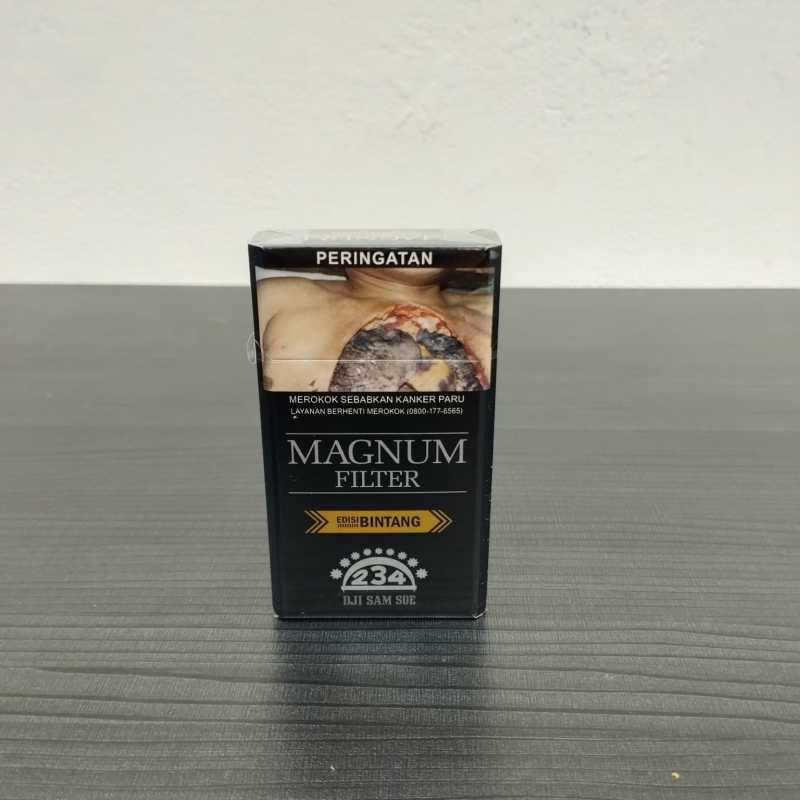 PERINGATAN
MEROKOK SEBABKAN KANKER PARU
LAYANAN BERHENTI MEROKOK (0800-177-6565)
MAGNUM
FILTER
EDISI BINTANG
234
DJI SAM SOE